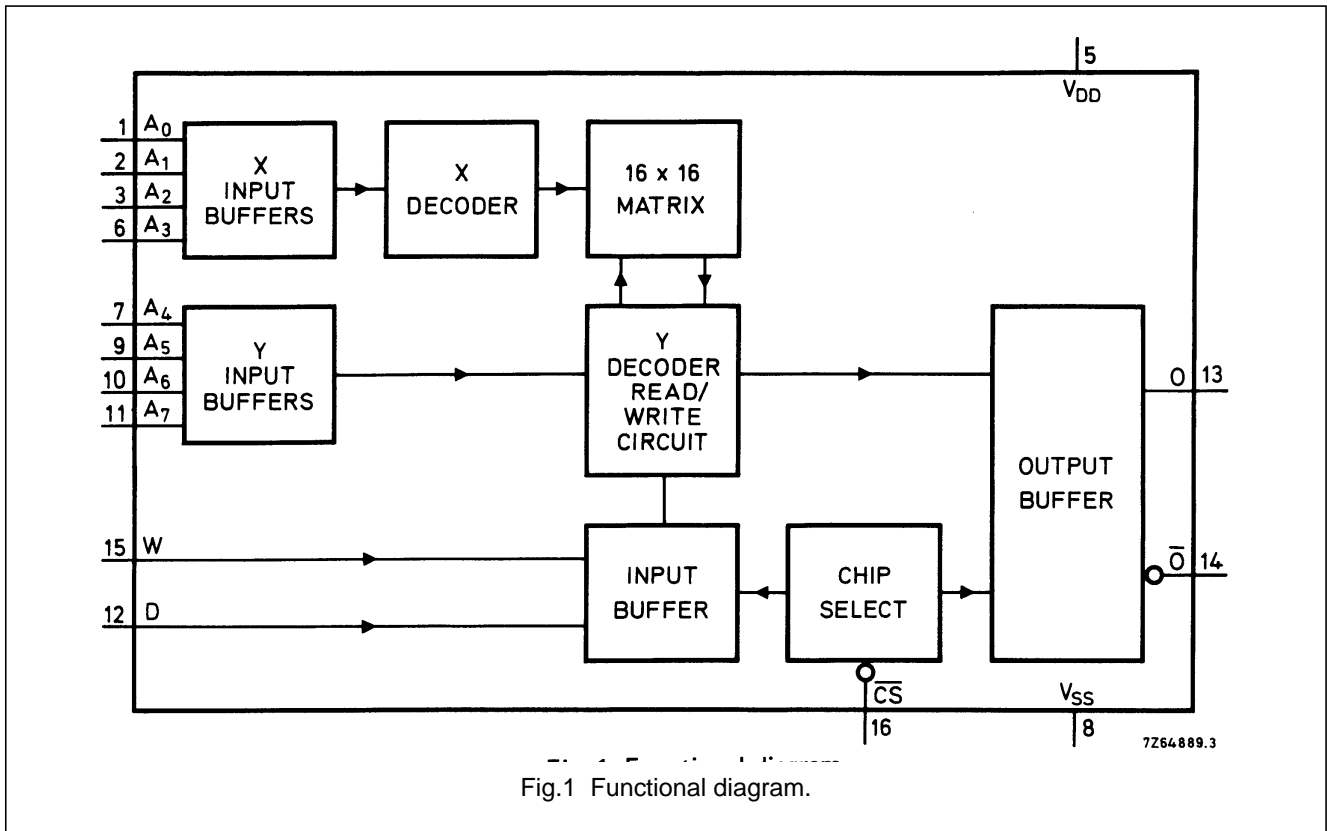 5
V_DD
1 A0
2 A1
3 A2
6 A3
X
INPUT
BUFFERS
X
DECODER
16 x 16
MATRIX
7 A4
9 A5
10 A6
11 A7
Y
INPUT
BUFFERS
Y
DECODER
READ/
WRITE
CIRCUIT
OUTPUT
BUFFER
O 13
O̅ 14
15 W
12 D
INPUT
BUFFER
CHIP
SELECT
C̅S̅
16
VSS
8
7Z64889.3
Fig.1 Functional diagram.